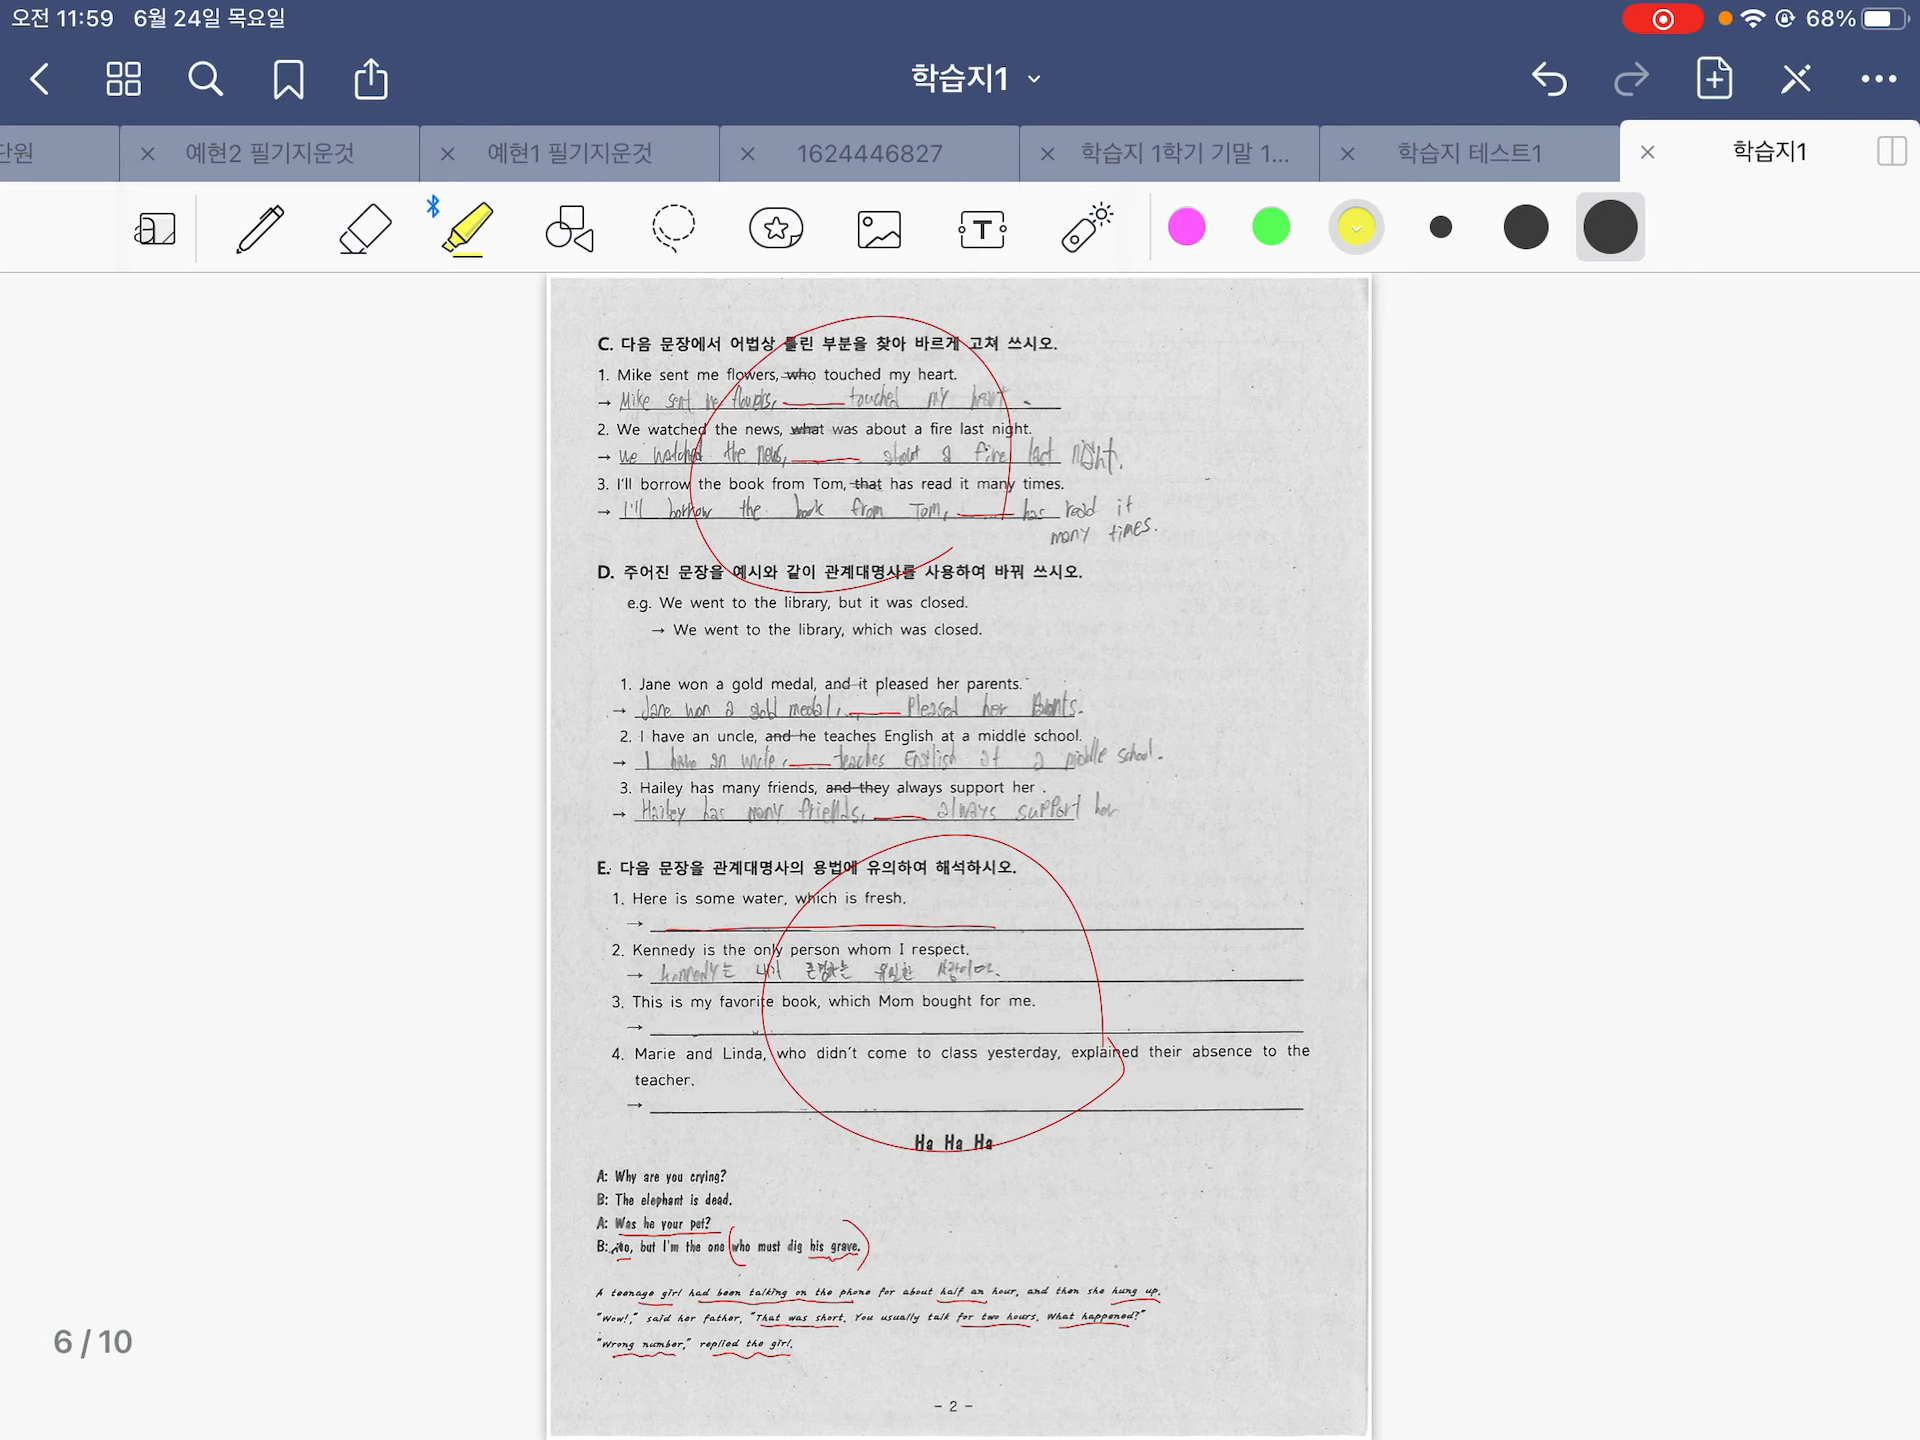 오전 11:59 6월 24일 목요일
68%
학습지1
단원
예현2 필기지운것
예현1 필기지운것
1624446827
학습지 1학기 기말 1...
학습지 테스트1
학습지1
C. 다음 문장에서 어법상 틀린 부분을 찾아 바르게 고쳐 쓰시오.
1. Mike sent me flowers, who touched my heart.
→ Mike sent me flowers, ____ touched my heart.
2. We watched the news, what was about a fire last night.
→ We watched the news, ____ about a fire last night.
3. I'll borrow the book from Tom, that has read it many times.
→ I'll borrow the book from Tom, ____ has read it
many times.
D. 주어진 문장을 예시와 같이 관계대명사를 사용하여 바꿔 쓰시오.
e.g. We went to the library, but it was closed.
→ We went to the library, which was closed.
1. Jane won a gold medal, and it pleased her parents.
→ Jane won a gold medal, ____ pleased her parents.
2. I have an uncle, and he teaches English at a middle school.
→ I have an uncle, ____ teaches English at a middle school.
3. Hailey has many friends, and they always support her .
→ Hailey has many friends, ____ always support her
E. 다음 문장을 관계대명사의 용법에 유의하여 해석하시오.
1. Here is some water, which is fresh.
→
2. Kennedy is the only person whom I respect.
→ kennedy는 내가 존경하는 유일한 사람이다.
3. This is my favorite book, which Mom bought for me.
→
4. Marie and Linda, who didn't come to class yesterday, explained their absence to the
teacher.
→
Ha Ha Ha
A: Why are you crying?
B: The elephant is dead.
A: Was he your pet?
B: No, but I'm the one (who must dig his grave.)
A teenage girl had been talking on the phone for about half an hour, and then she hung up.
"Wow!," said her father, "That was short. You usually talk for two hours. What happened?"
"Wrong number," replied the girl.
6 / 10
- 2 -